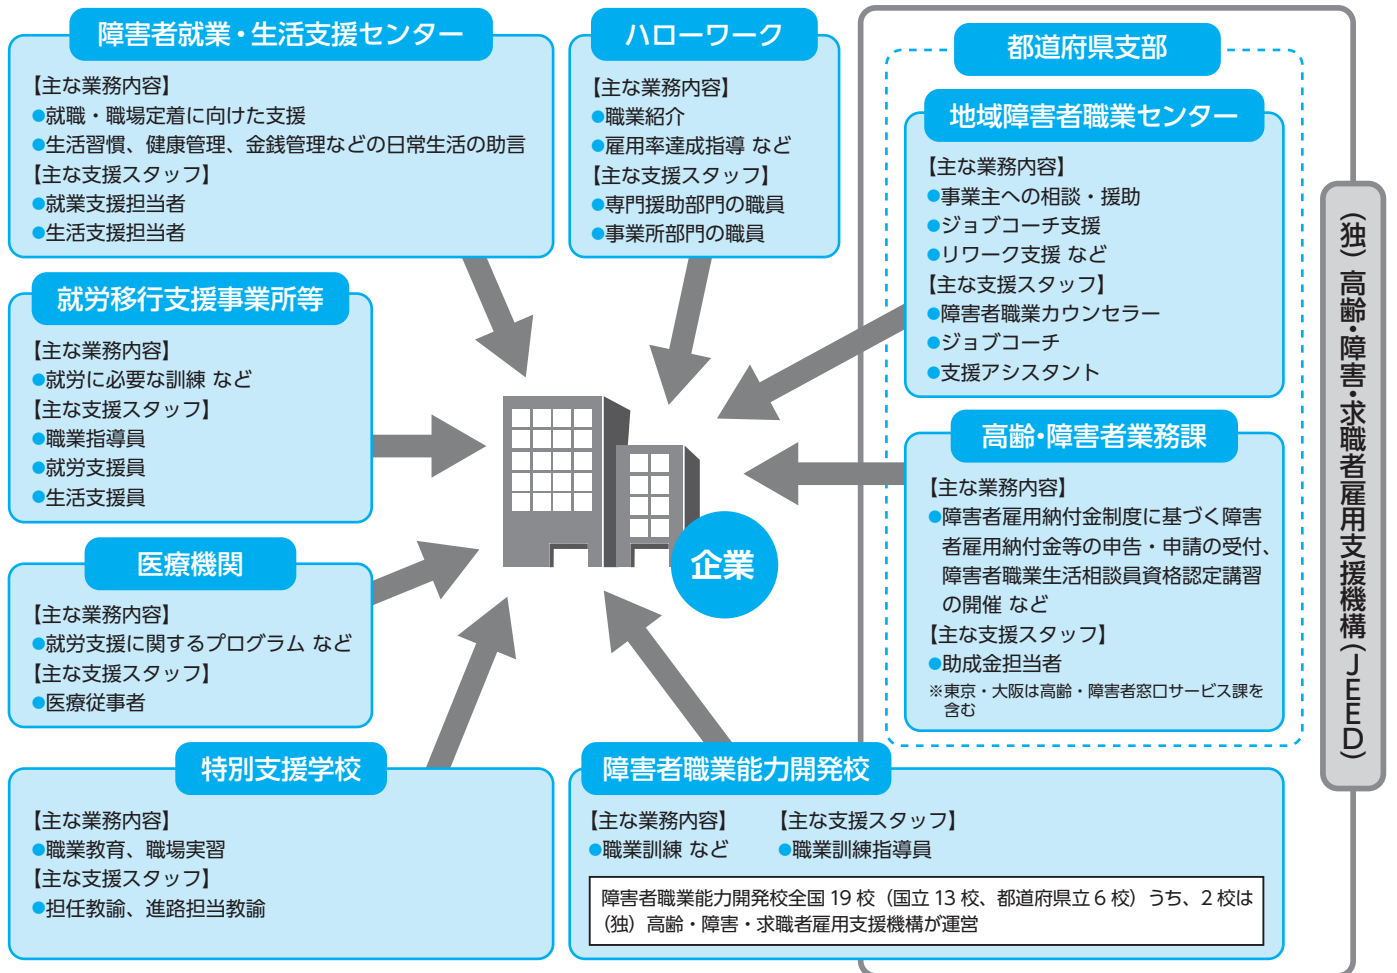 障害者就業・生活支援センター
【主な業務内容】
●就職・職場定着に向けた支援
●生活習慣、健康管理、金銭管理などの日常生活の助言
【主な支援スタッフ】
●就業支援担当者
●生活支援担当者
ハローワーク
【主な業務内容】
●職業紹介
●雇用率達成指導 など
【主な支援スタッフ】
●専門援助部門の職員
●事業所部門の職員
都道府県支部
地域障害者職業センター
【主な業務内容】
●事業主への相談・援助
●ジョブコーチ支援
●リワーク支援 など
【主な支援スタッフ】
●障害者職業カウンセラー
●ジョブコーチ
●支援アシスタント
高齢・障害者業務課
【主な業務内容】
●障害者雇用納付金制度に基づく障害
者雇用納付金等の申告・申請の受付、
障害者職業生活相談員資格認定講習
の開催 など
【主な支援スタッフ】
●助成金担当者
※東京・大阪は高齢・障害者窓口サービス課を
含む
(独)高齢・障害・求職者雇用支援機構(JEED)
就労移行支援事業所等
【主な業務内容】
●就労に必要な訓練 など
【主な支援スタッフ】
●職業指導員
●就労支援員
●生活支援員
企業
医療機関
【主な業務内容】
●就労支援に関するプログラム など
【主な支援スタッフ】
●医療従事者
特別支援学校
【主な業務内容】
●職業教育、職場実習
【主な支援スタッフ】
●担任教諭、進路担当教諭
障害者職業能力開発校
【主な業務内容】 【主な支援スタッフ】
●職業訓練 など ●職業訓練指導員
障害者職業能力開発校全国 19 校（国立 13 校、都道府県立 6 校）うち、2 校は
（独）高齢・障害・求職者雇用支援機構が運営